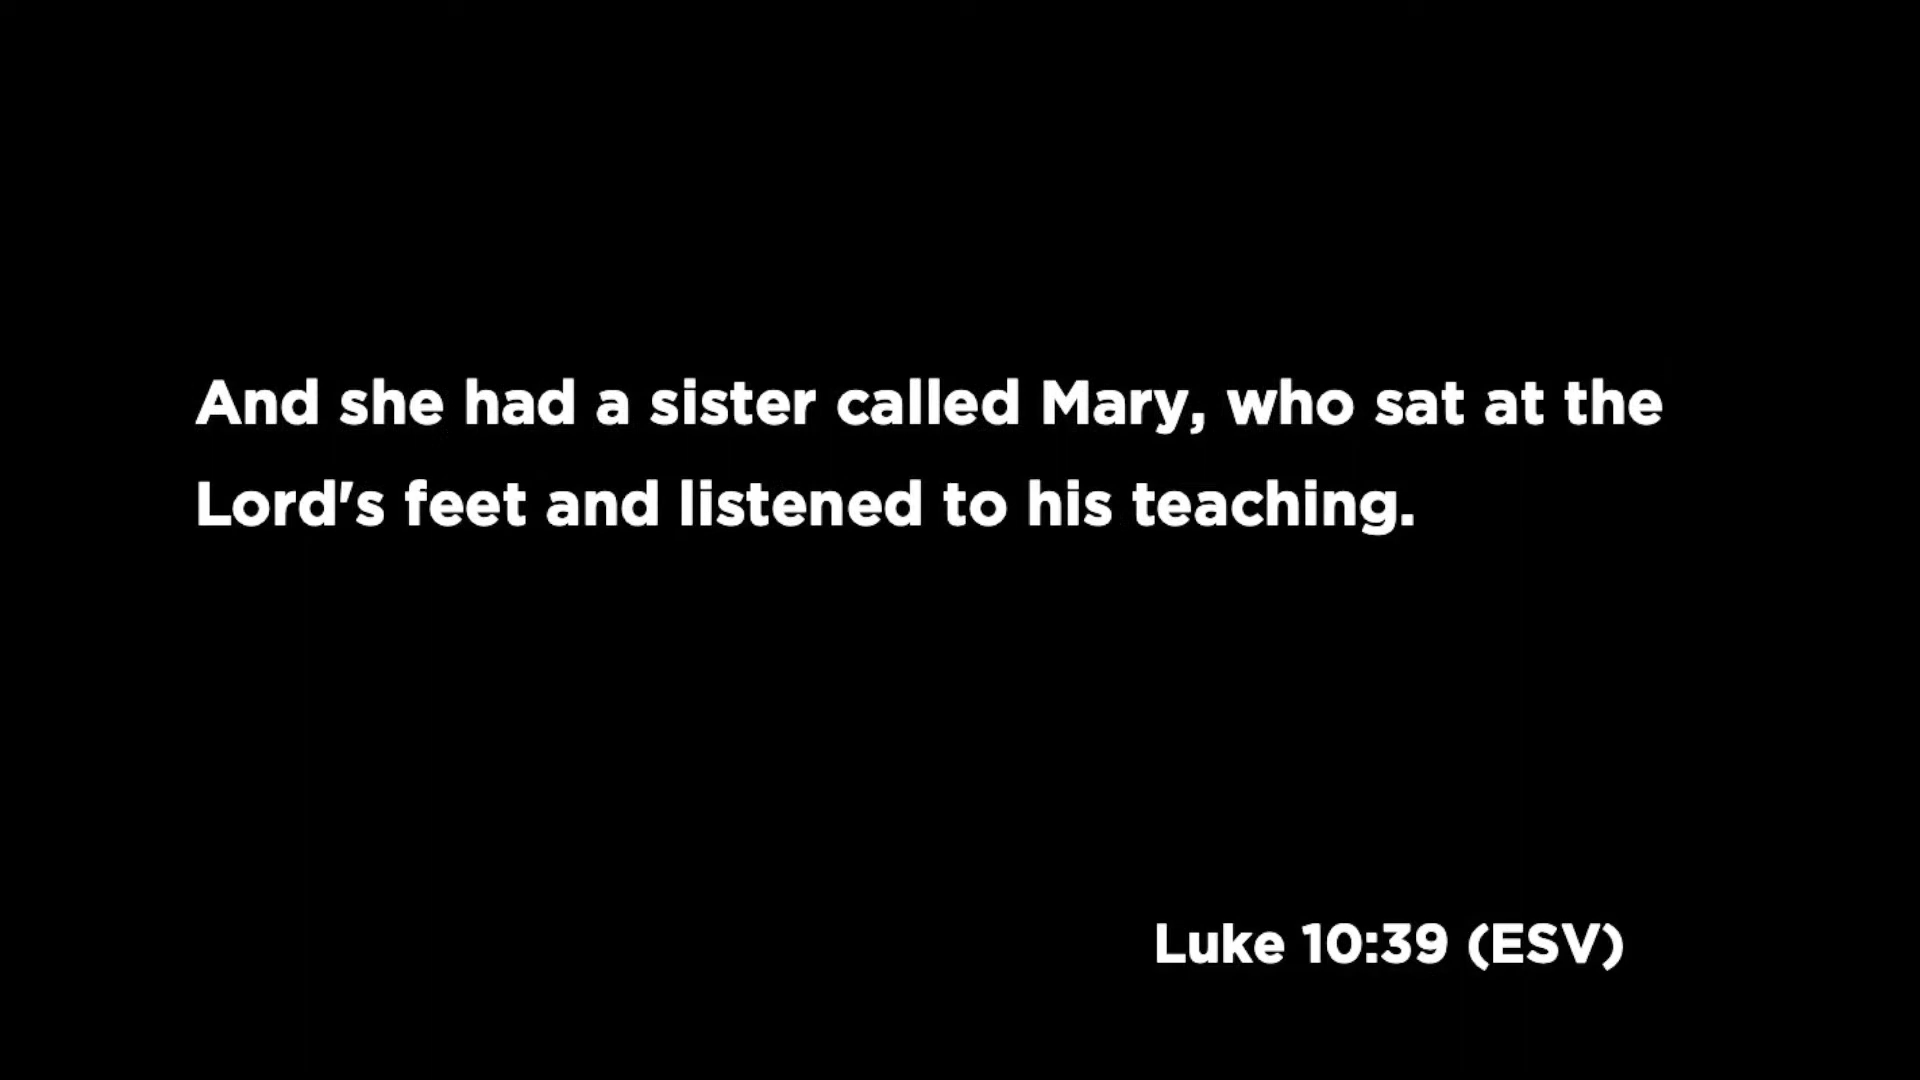 And she had a sister called Mary, who sat at the
Lord's feet and listened to his teaching.
Luke 10:39 (ESV)